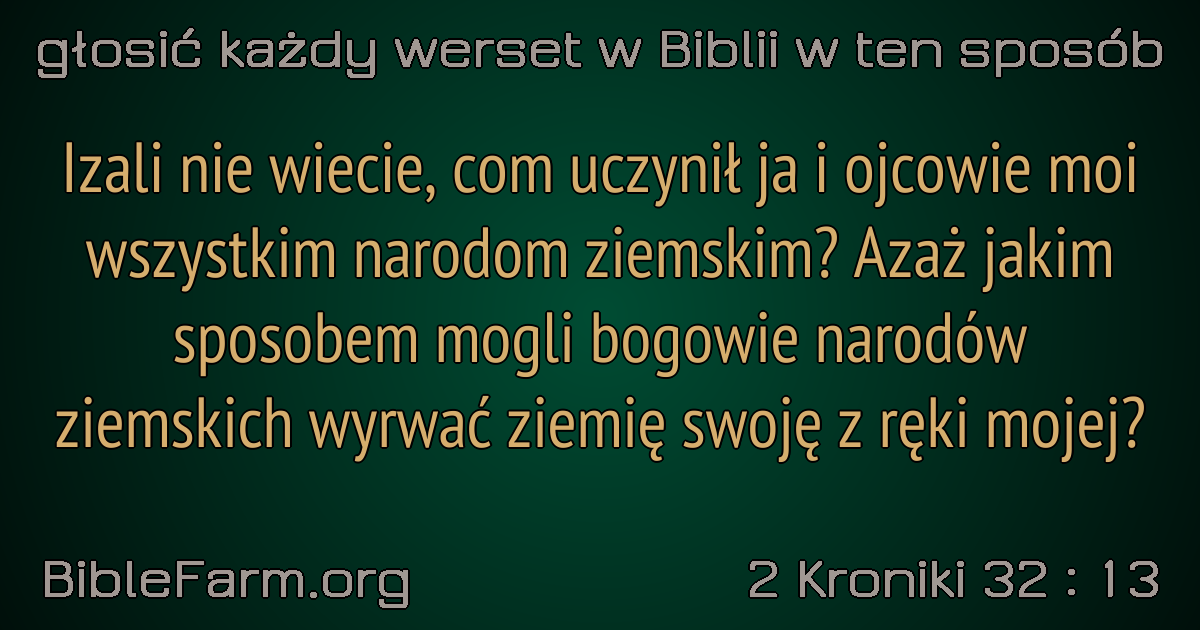 głosić każdy werset w Biblii w ten sposób
Izali nie wiecie, com uczynił ja i ojcowie moi
wszystkim narodom ziemskim? Azaż jakim
sposobem mogli bogowie narodów
ziemskich wyrwać ziemię swoję z ręki mojej?
BibleFarm.org
2 Kroniki 32 : 13